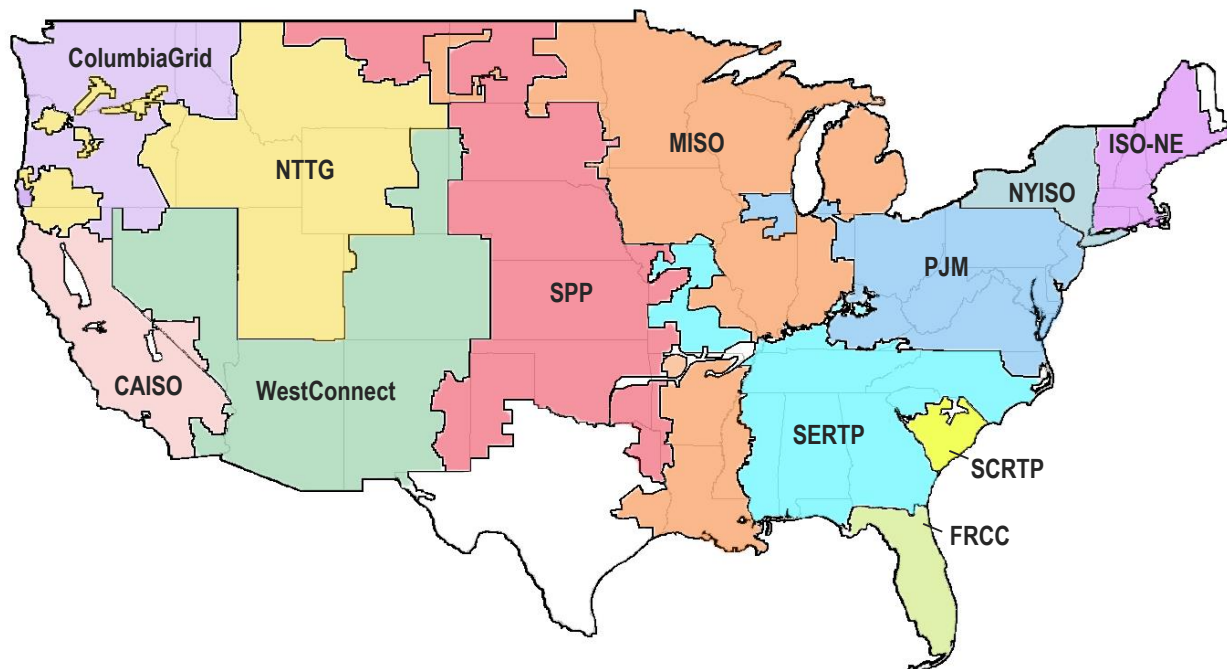 ColumbiaGrid
ISO-NE
MISO
NTTG
NYISO
PJM
SPP
CAISO
WestConnect
SERTP
SCRTP
FRCC